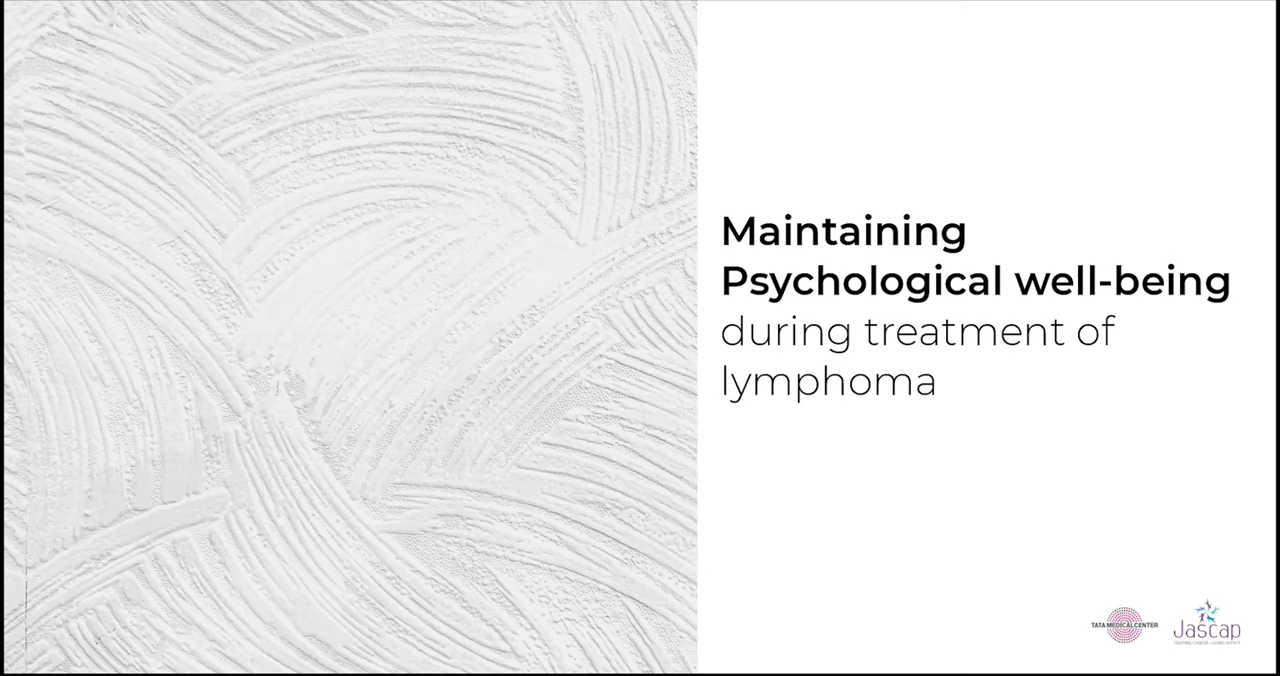 Maintaining
Psychological well-being
during treatment of
lymphoma
TATA MEDICAL CENTER
Jascap